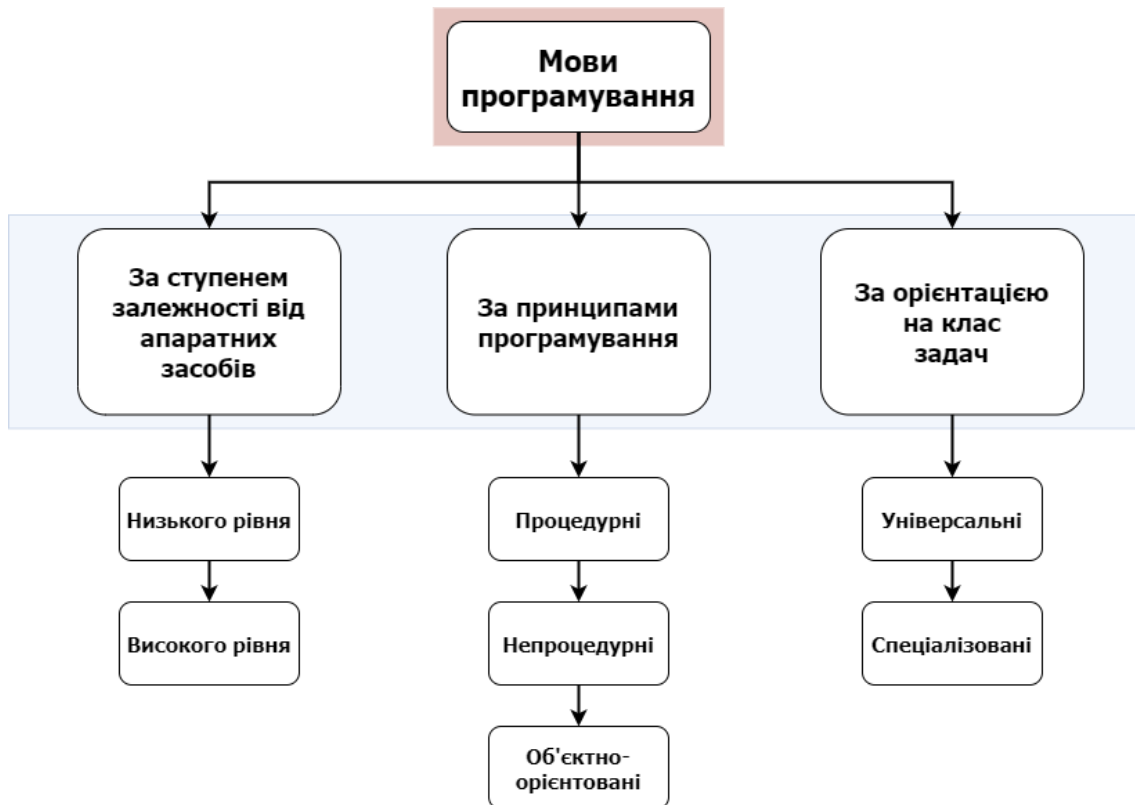 Мови
програмування
За ступенем
залежності від
апаратних
засобів
За принципами
програмування
За орієнтацією
на клас
задач
Низького рівня
Процедурні
Універсальні
Високого рівня
Непроцедурні
Спеціалізовані
Об'єктно-
орієнтовані